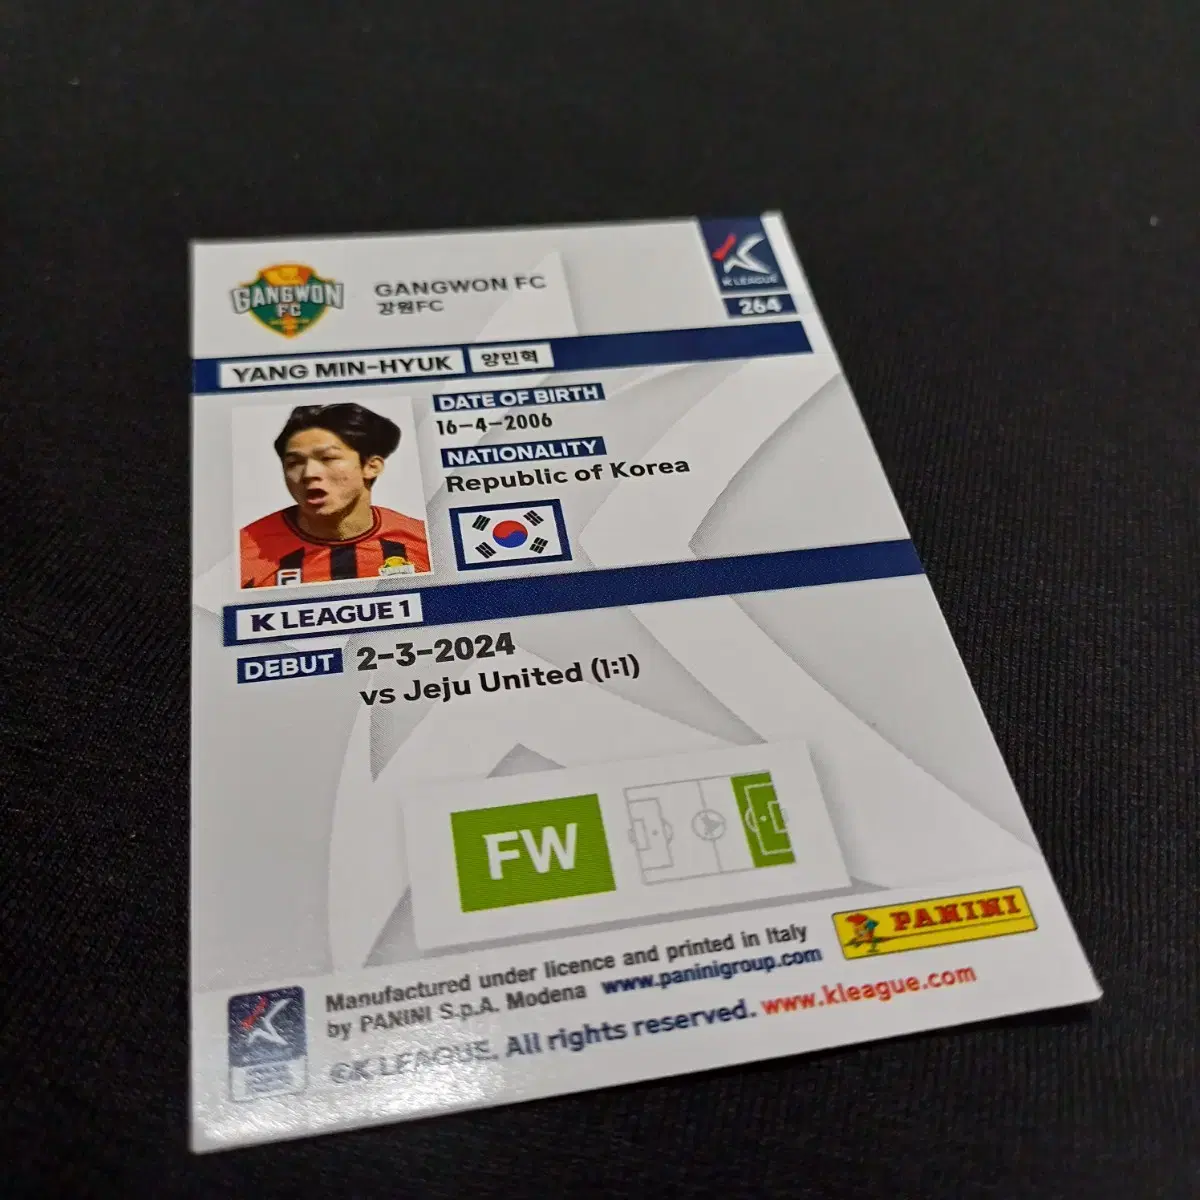 GANGWON
FC
GANGWON FC
강원FC
K LEAGUE
264
YANG MIN-HYUK 양민혁
DATE OF BIRTH
16-4-2006
NATIONALITY
Republic of Korea
K LEAGUE 1
DEBUT 2-3-2024
vs Jeju United (1:1)
FW
PANINI
Manufactured under licence and printed in Italy
by PANINI S.p.A. Modena www.paninigroup.com
©K LEAGUE. All rights reserved. www.kleague.com